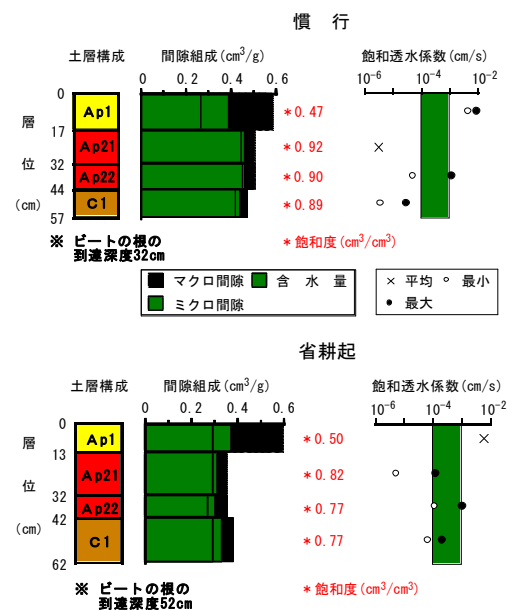 慣 行
土層構成 間隙組成(cm³/g) 飽和透水係数(cm/s)
0 0.2 0.4 0.6 10⁻⁶ 10⁻⁴ 10⁻²
層
位
(cm)
0
17
32
44
57
Ap1
Ap21
Ap22
C1
*0.47
*0.92
*0.90
*0.89
※ ビートの根の
到達深度32cm
*飽和度(cm³/cm³)
マクロ間隙 含 水 量
ミクロ間隙
× 平均 ○ 最小
● 最大
省耕起
土層構成 間隙組成(cm³/g) 飽和透水係数(cm/s)
0 0.2 0.4 0.6 10⁻⁶ 10⁻⁴ 10⁻²
層
位
(cm)
0
13
32
42
62
Ap1
Ap21
Ap22
C1
*0.50
*0.82
*0.77
*0.77
※ ビートの根の
到達深度52cm
*飽和度(cm³/cm³)